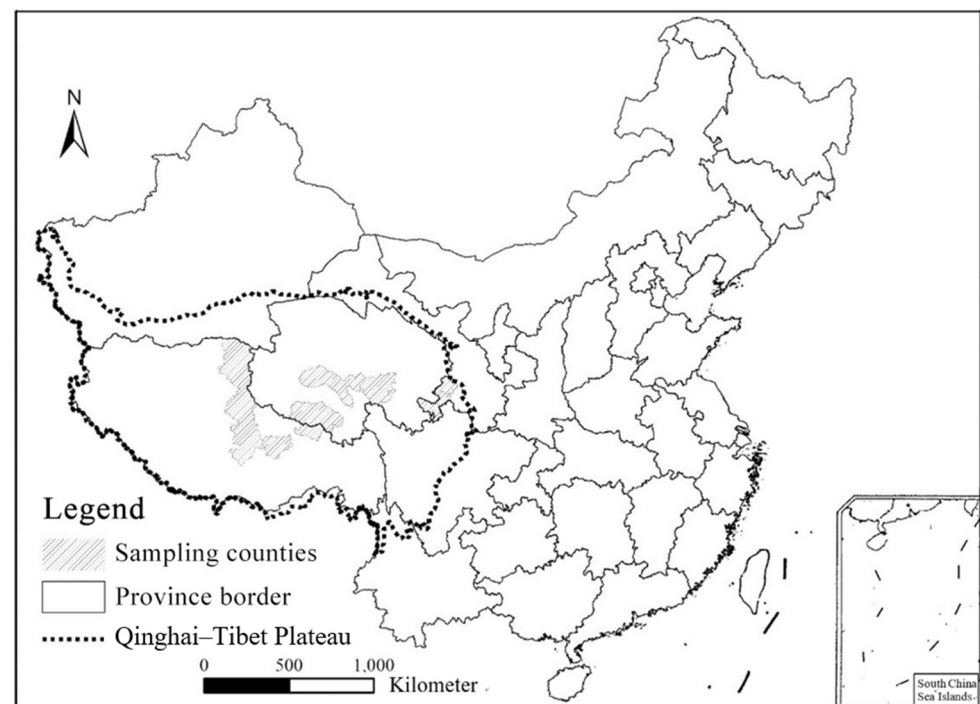 N
Legend
Sampling counties
Province border
Qinghai–Tibet Plateau
0 500 1,000
Kilometer
South China
Sea Islands